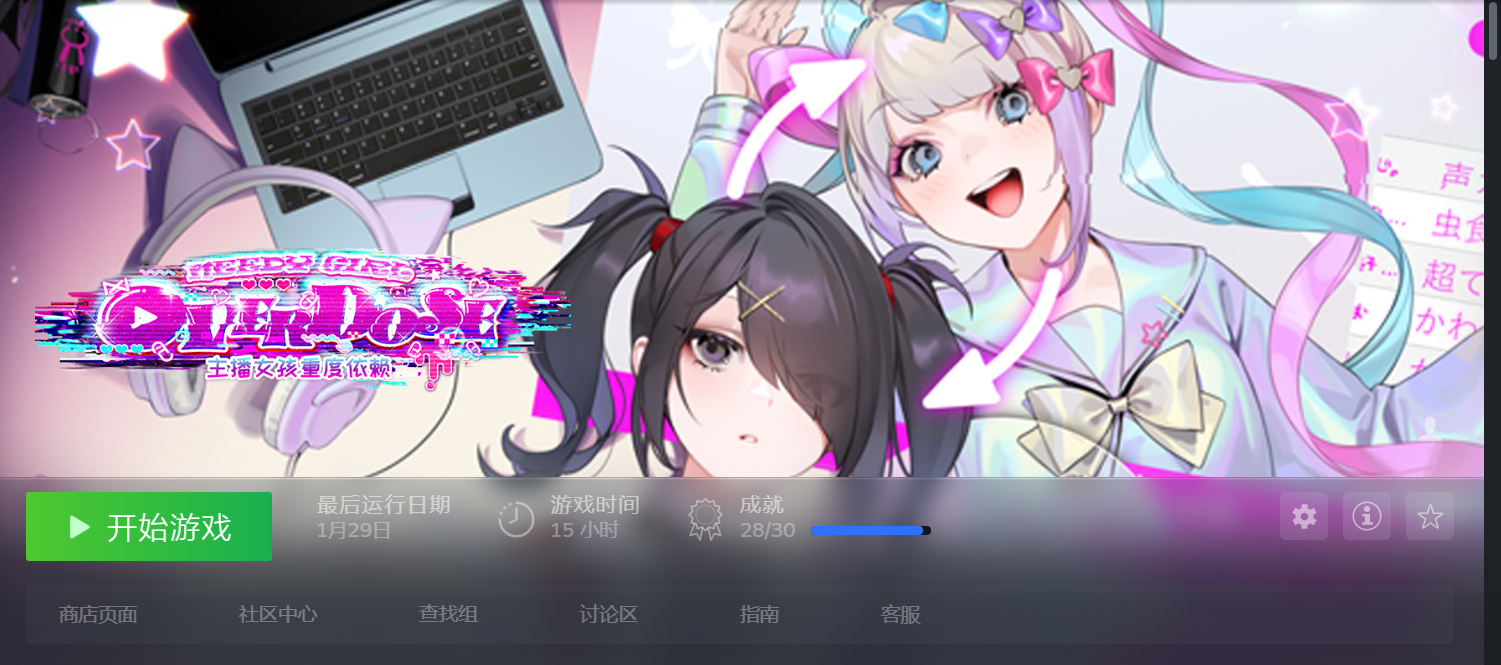 NEEDY GIRL
OVERDOSE
主播女孩重度依赖
声
虫食
超て
かわ
开始游戏
最后运行日期
1月29日
游戏时间
15 小时
成就
28/30
商店页面
社区中心
查找组
讨论区
指南
客服